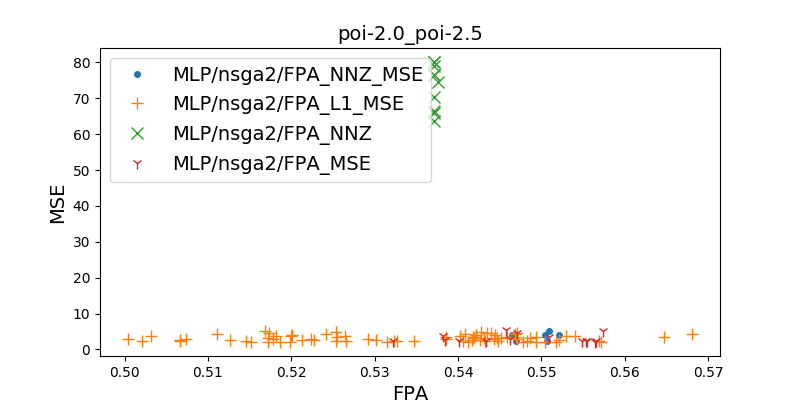 poi-2.0_poi-2.5
MLP/nsga2/FPA_NNZ_MSE
MLP/nsga2/FPA_L1_MSE
MLP/nsga2/FPA_NNZ
MLP/nsga2/FPA_MSE
MSE
80
70
60
50
40
30
20
10
0
0.50 0.51 0.52 0.53 0.54 0.55 0.56 0.57
FPA